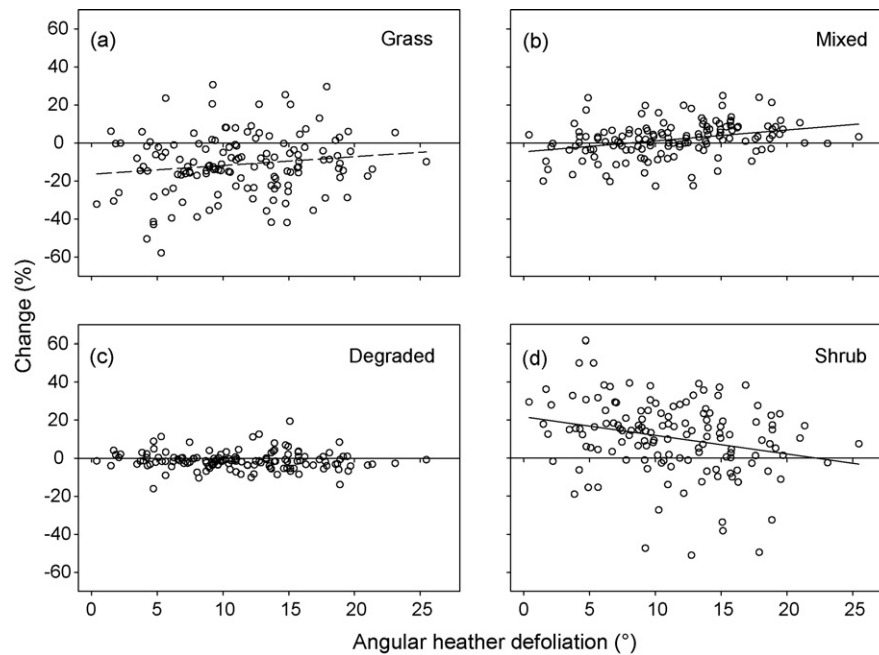 (a) Grass
(b) Mixed
60
40
20
0
-20
-40
-60
Change (%)
(c) Degraded
(d) Shrub
60
40
20
0
-20
-40
-60
0 5 10 15 20 25
0 5 10 15 20 25
Angular heather defoliation (°)